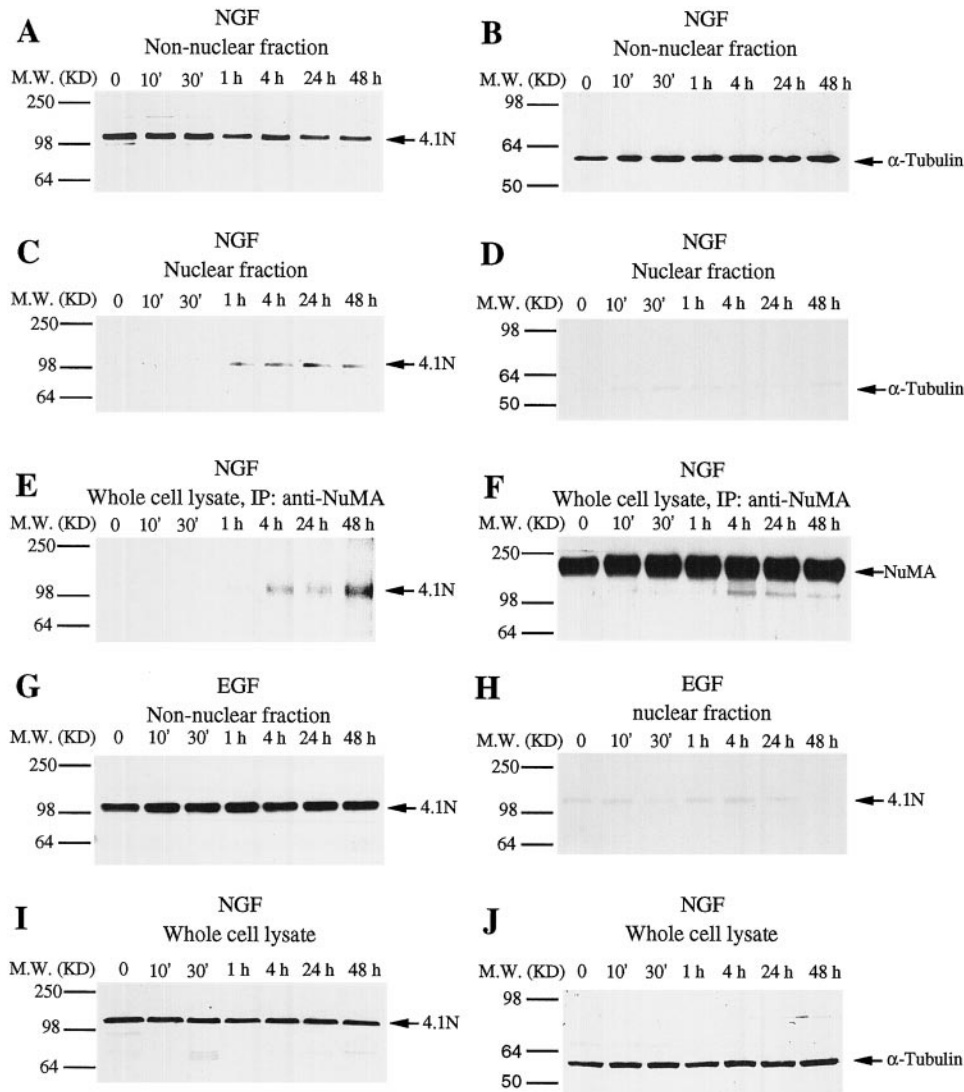 A
NGF
Non-nuclear fraction
M.W. (KD) 0 10' 30' 1 h 4 h 24 h 48 h
250
98
64
4.1N
B
NGF
Non-nuclear fraction
M.W. (KD) 0 10' 30' 1 h 4 h 24 h 48 h
98
64
50
α-Tubulin
C
NGF
Nuclear fraction
M.W. (KD) 0 10' 30' 1 h 4 h 24 h 48 h
250
98
64
4.1N
D
NGF
Nuclear fraction
M.W. (KD) 0 10' 30' 1 h 4 h 24 h 48 h
98
64
50
α-Tubulin
E
NGF
Whole cell lysate, IP: anti-NuMA
M.W. (KD) 0 10' 30' 1 h 4 h 24 h 48 h
250
98
64
4.1N
F
NGF
Whole cell lysate, IP: anti-NuMA
M.W. (KD) 0 10' 30' 1 h 4 h 24 h 48 h
250
98
64
NuMA
G
EGF
Non-nuclear fraction
M.W. (KD) 0 10' 30' 1 h 4 h 24 h 48 h
250
98
64
4.1N
H
EGF
nuclear fraction
M.W. (KD) 0 10' 30' 1 h 4 h 24 h 48 h
250
98
64
4.1N
I
NGF
Whole cell lysate
M.W. (KD) 0 10' 30' 1 h 4 h 24 h 48 h
250
98
64
4.1N
J
NGF
Whole cell lysate
M.W. (KD) 0 10' 30' 1 h 4 h 24 h 48 h
98
64
50
α-Tubulin